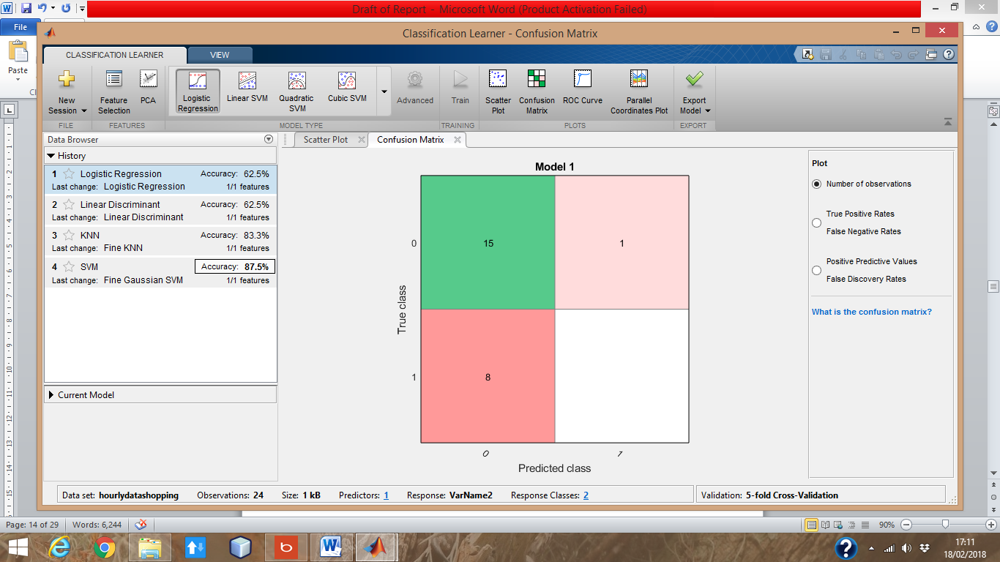 Draft of Report - Microsoft Word (Product Activation Failed)
File
Paste
Classification Learner - Confusion Matrix
CLASSIFICATION LEARNER
VIEW
New Session
Feature Selection
PCA
Logistic Regression
Linear SVM
Quadratic SVM
Cubic SVM
Advanced
Train
Scatter Plot
Confusion Matrix
ROC Curve
Parallel Coordinates Plot
Export Model
FILE
FEATURES
MODEL TYPE
TRAINING
PLOTS
EXPORT
Data Browser
History
1 Logistic Regression Accuracy: 62.5%
Last change: Logistic Regression 1/1 features
2 Linear Discriminant Accuracy: 62.5%
Last change: Linear Discriminant 1/1 features
3 KNN Accuracy: 83.3%
Last change: Fine KNN 1/1 features
4 SVM Accuracy: 87.5%
Last change: Fine Gaussian SVM 1/1 features
Current Model
Scatter Plot
Confusion Matrix
Model 1
True class
0
15
1
1
8
0
1
Predicted class
Plot
Number of observations
True Positive Rates
False Negative Rates
Positive Predictive Values
False Discovery Rates
What is the confusion matrix?
Data set: hourlydatashopping Observations: 24 Size: 1 kB Predictors: 1 Response: VarName2 Response Classes: 2
Validation: 5-fold Cross-Validation
Page: 14 of 29
Words: 6,244
90%
17:11
18/02/2018